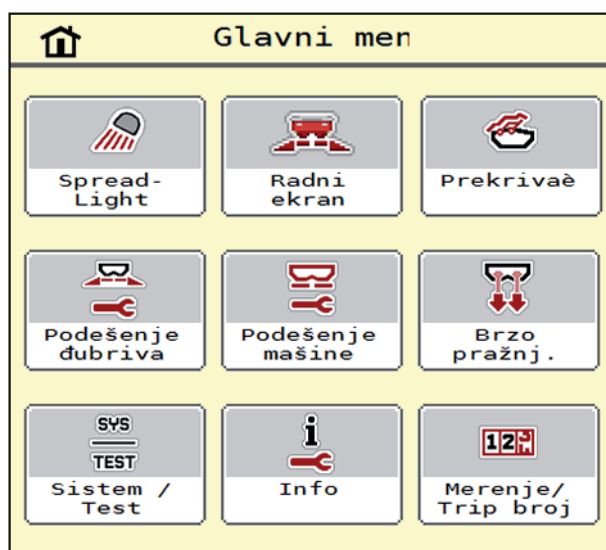 Glavni men
Spread-
Light
Radni
ekran
Prekrivaè
Podešenje
đubriva
Podešenje
mašine
Brzo
pražnj.
SYS
TEST
Sistem /
Test
i
Info
12
Merenje/
Trip broj